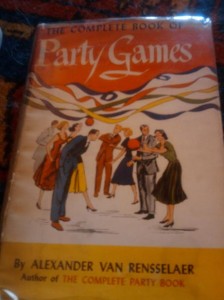 THE COMPLETE BOOK OF
Party Games
By ALEXANDER VAN RENSSELAER
Author of THE COMPLETE PARTY BOOK